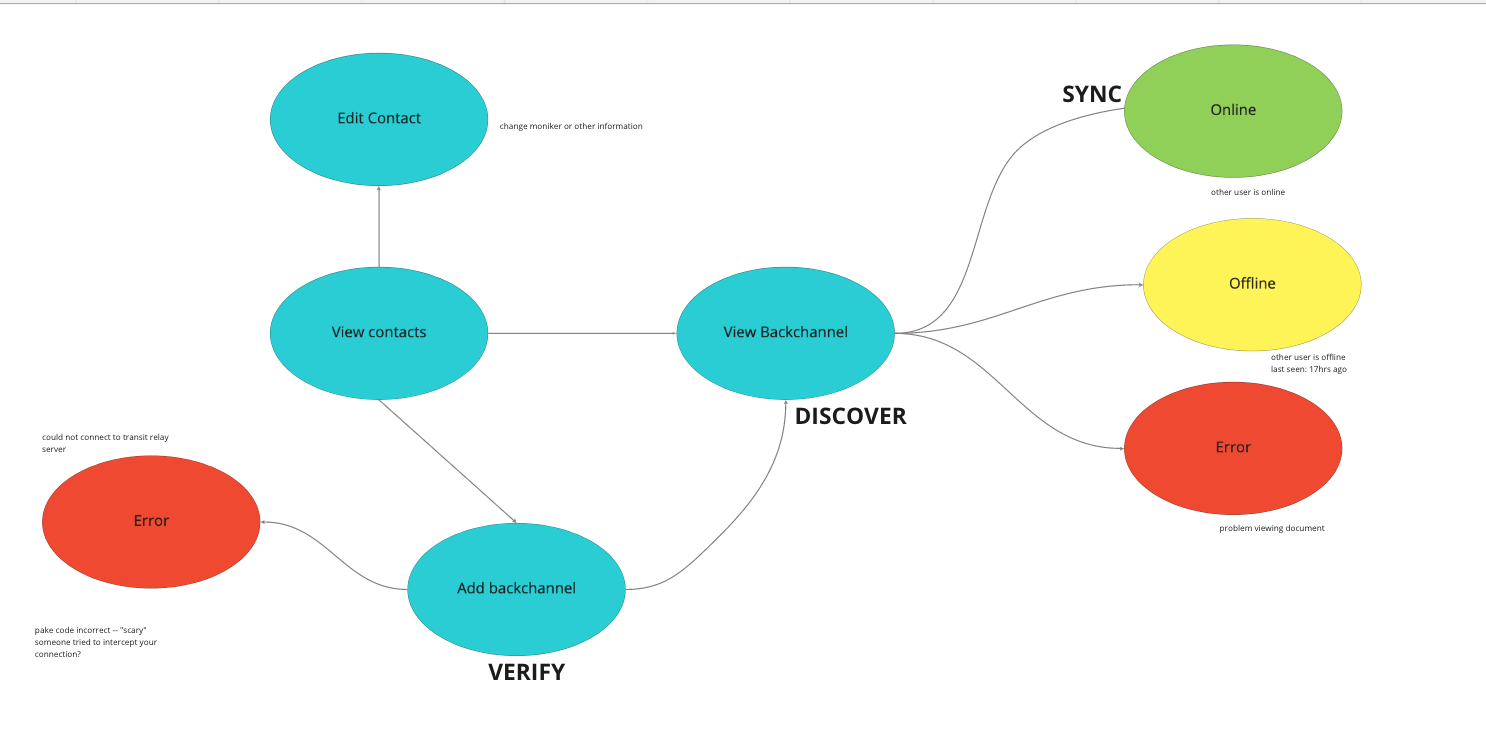 Edit Contact
change moniker or other information
SYNC
Online
other user is online
Offline
other user is offline
last seen: 17hrs ago
View contacts
View Backchannel
DISCOVER
Error
problem viewing document
could not connect to transit relay
server
Error
pake code incorrect -- "scary"
someone tried to intercept your
connection?
Add backchannel
VERIFY